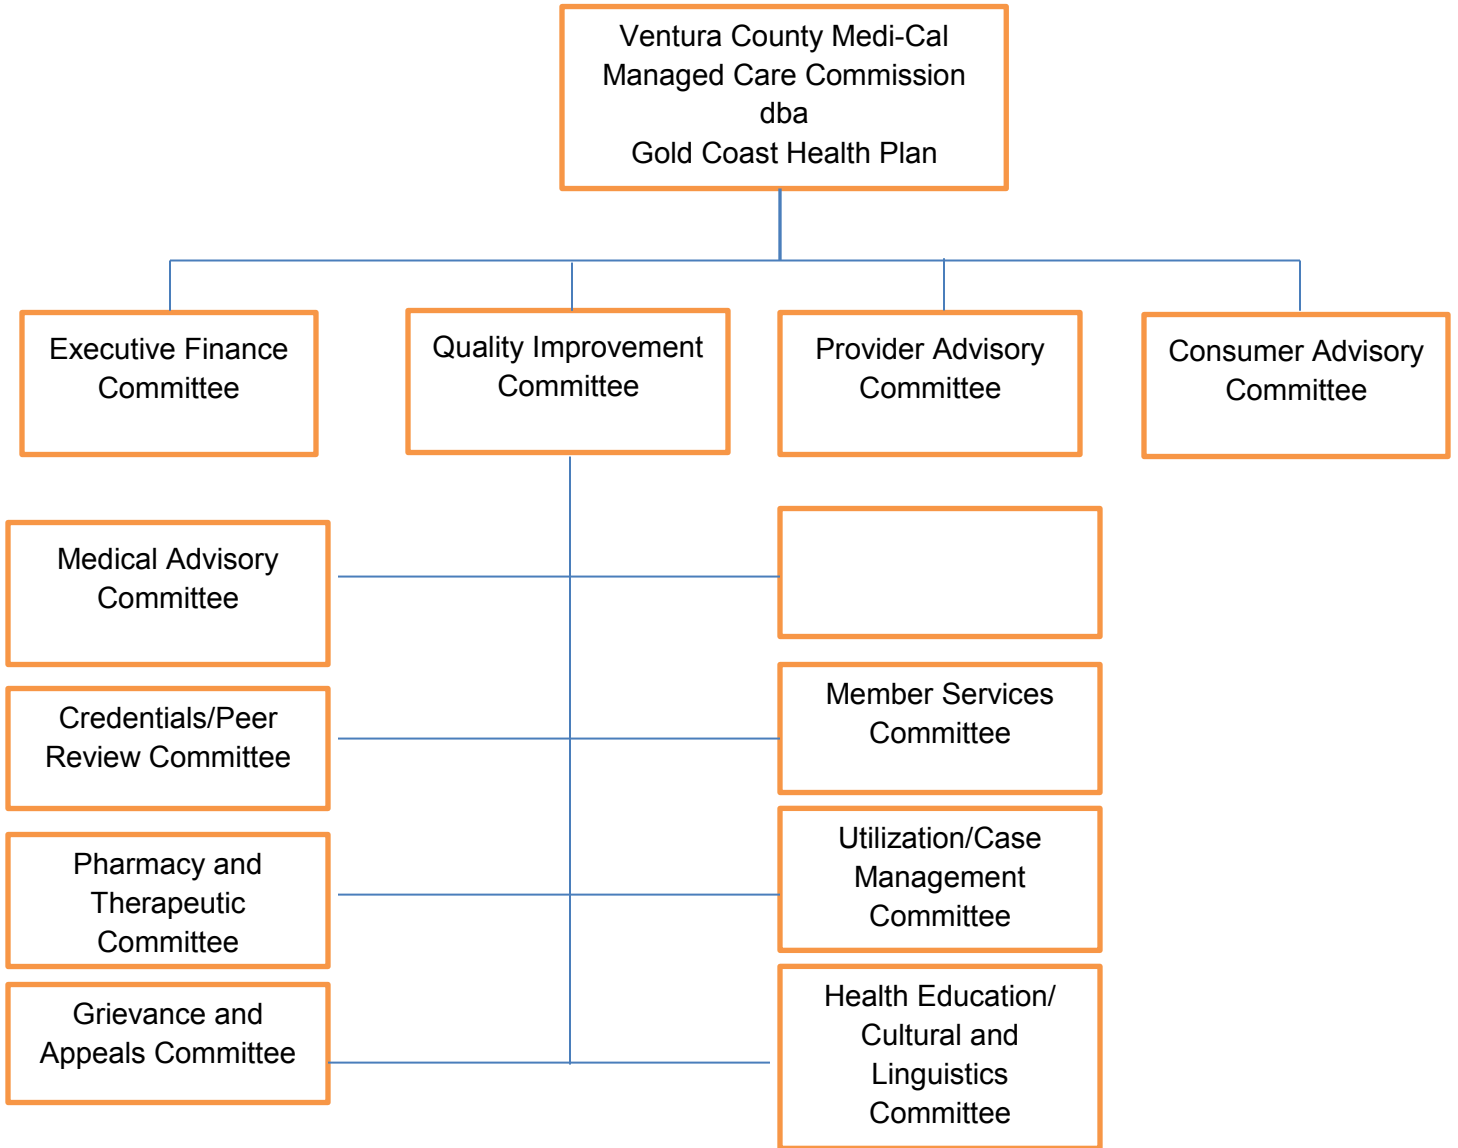 Ventura County Medi-Cal
Managed Care Commission
dba
Gold Coast Health Plan
Executive Finance
Committee
Quality Improvement
Committee
Provider Advisory
Committee
Consumer Advisory
Committee
Medical Advisory
Committee
Credentials/Peer
Review Committee
Member Services
Committee
Pharmacy and
Therapeutic
Committee
Utilization/Case
Management
Committee
Grievance and
Appeals Committee
Health Education/
Cultural and
Linguistics
Committee